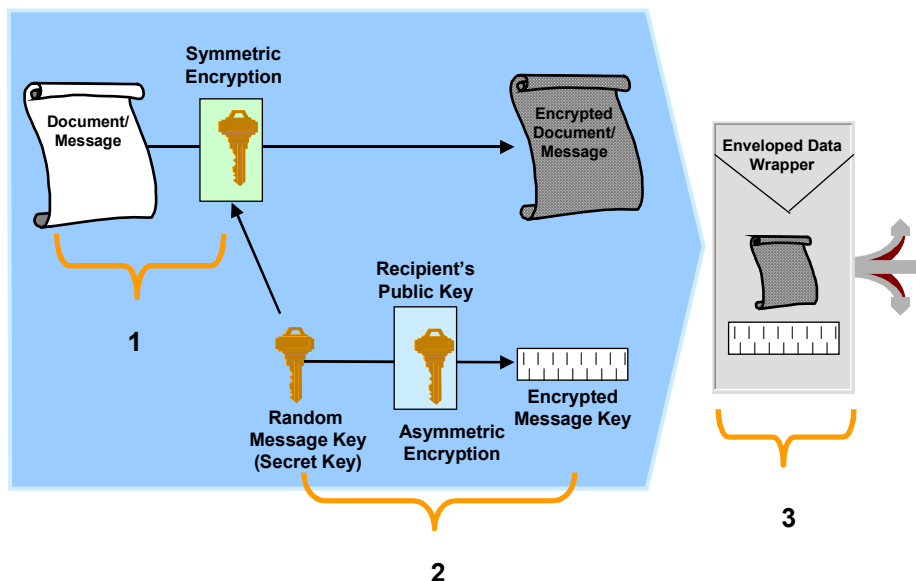 Symmetric
Encryption
Document/
Message
Encrypted
Document/
Message
Enveloped Data
Wrapper
1
Recipient's
Public Key
Random
Message Key
(Secret Key)
Asymmetric
Encryption
Encrypted
Message Key
2
3